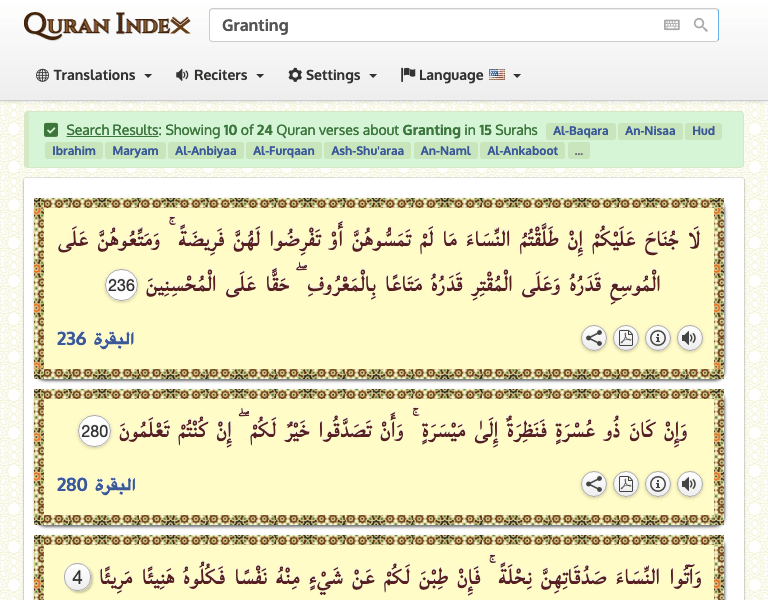 QURAN INDEX
Granting
Translations Reciters Settings Language
Search Results: Showing 10 of 24 Quran verses about Granting in 15 Surahs Al-Baqara An-Nisaa Hud
Ibrahim Maryam Al-Anbiyaa Al-Furqaan Ash-Shu'araa An-Naml Al-Ankaboot ...
لَا جُنَاحَ عَلَيْكُمْ إِنْ طَلَّقْتُمُ النِّسَاءَ مَا لَمْ تَمَسُّوهُنَّ أَوْ تَفْرِضُوا لَهُنَّ فَرِيضَةً ۚ وَمَتِّعُوهُنَّ عَلَى
الْمُوسِعِ قَدَرُهُ وَعَلَى الْمُقْتِرِ قَدَرُهُ مَتَاعًا بِالْمَعْرُوفِ ۖ حَقًّا عَلَى الْمُحْسِنِينَ 236
البقرة 236
وَإِنْ كَانَ ذُو عُسْرَةٍ فَنَظِرَةٌ إِلَىٰ مَيْسَرَةٍ ۚ وَأَنْ تَصَدَّقُوا خَيْرٌ لَكُمْ ۖ إِنْ كُنْتُمْ تَعْلَمُونَ 280
البقرة 280
وَآتُوا النِّسَاءَ صَدُقَاتِهِنَّ نِحْلَةً ۚ فَإِنْ طِبْنَ لَكُمْ عَنْ شَيْءٍ مِنْهُ نَفْسًا فَكُلُوهُ هَنِيئًا مَرِيئًا 4